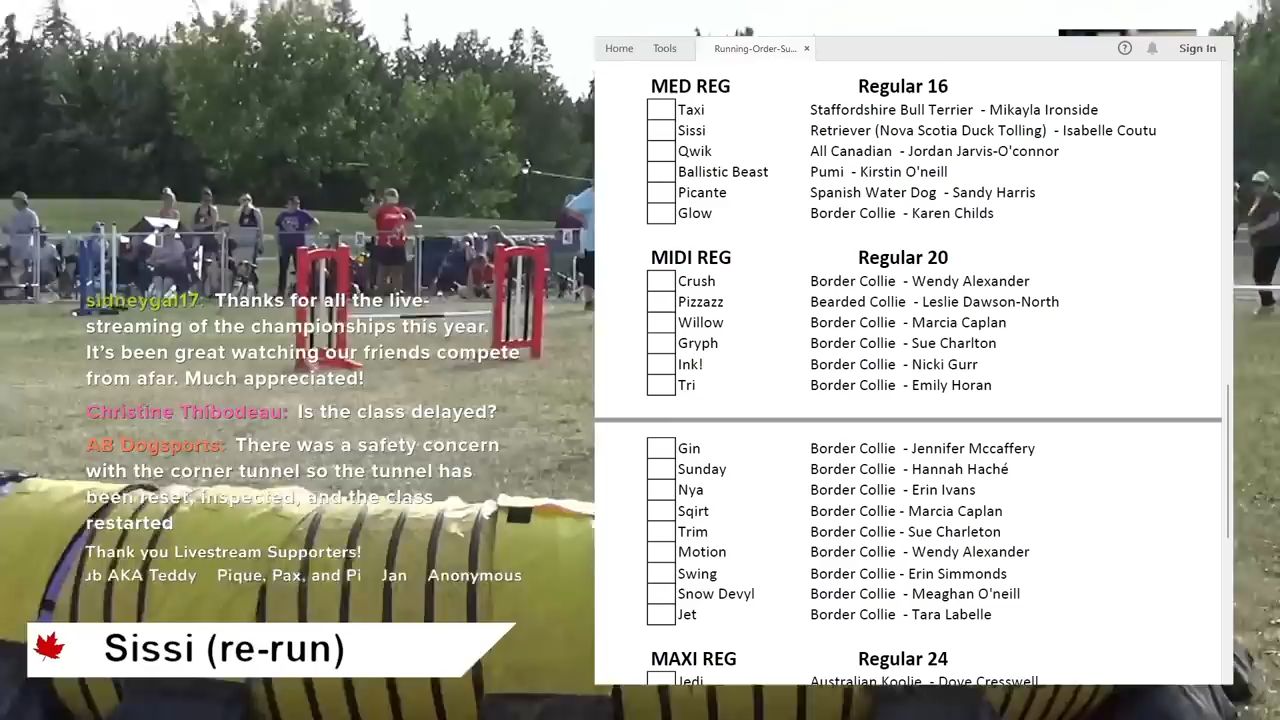 Home Tools Running-Order-Su... × ? Sign In
MED REG Regular 16
Taxi Staffordshire Bull Terrier - Mikayla Ironside
Sissi Retriever (Nova Scotia Duck Tolling) - Isabelle Coutu
Qwik All Canadian - Jordan Jarvis-O'connor
Ballistic Beast Pumi - Kirstin O'neill
Picante Spanish Water Dog - Sandy Harris
Glow Border Collie - Karen Childs
MIDI REG Regular 20
Crush Border Collie - Wendy Alexander
Pizzazz Bearded Collie - Leslie Dawson-North
Willow Border Collie - Marcia Caplan
Gryph Border Collie - Sue Charlton
Ink! Border Collie - Nicki Gurr
Tri Border Collie - Emily Horan
Gin Border Collie - Jennifer Mccaffery
Sunday Border Collie - Hannah Haché
Nya Border Collie - Erin Ivans
Sqirt Border Collie - Marcia Caplan
Trim Border Collie - Sue Charleton
Motion Border Collie - Wendy Alexander
Swing Border Collie - Erin Simmonds
Snow Devyl Border Collie - Meaghan O'neill
Jet Border Collie - Tara Labelle
MAXI REG Regular 24
Jedi Australian Koolie - Dove Cresswell
sidneygal17: Thanks for all the live-
streaming of the championships this year.
It's been great watching our friends compete
from afar. Much appreciated!
Christine Thibodeau: Is the class delayed?
AB Dogsports: There was a safety concern
with the corner tunnel so the tunnel has
been reset, inspected, and the class
restarted
Thank you Livestream Supporters!
AKA Teddy Pique, Pax, and Pi Jan Anonymous
Sissi (re-run)